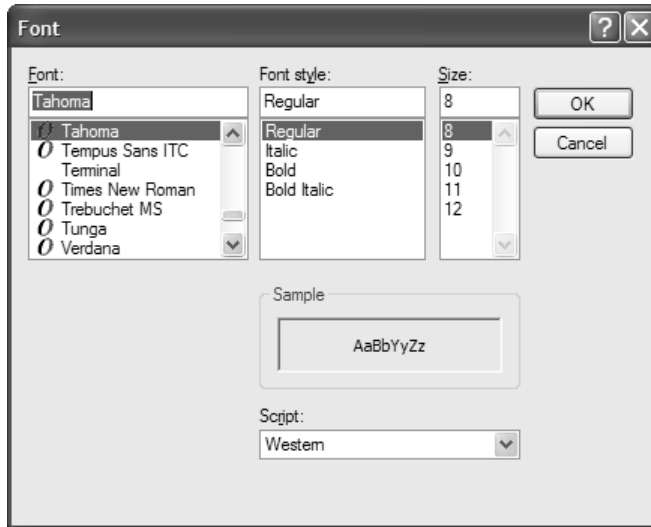 Font
Font:
Tahoma
Tahoma
Tempus Sans ITC
Terminal
Times New Roman
Trebuchet MS
Tunga
Verdana
Font style:
Regular
Regular
Italic
Bold
Bold Italic
Size:
8
8
9
10
11
12
OK
Cancel
Sample
AaBbYyZz
Script:
Western